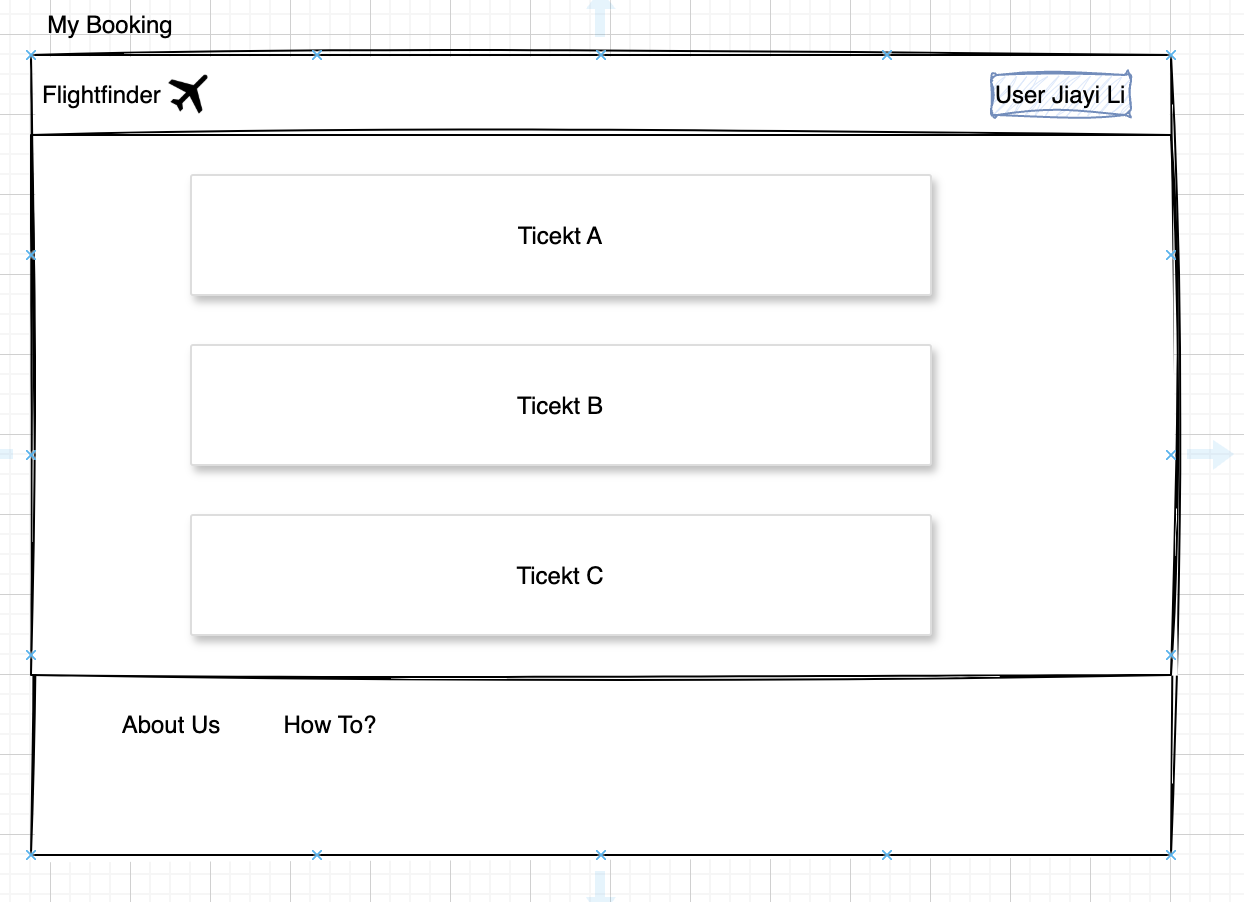 My Booking
Flightfinder
User Jiayi Li
Ticekt A
Ticekt B
Ticekt C
About Us
How To?